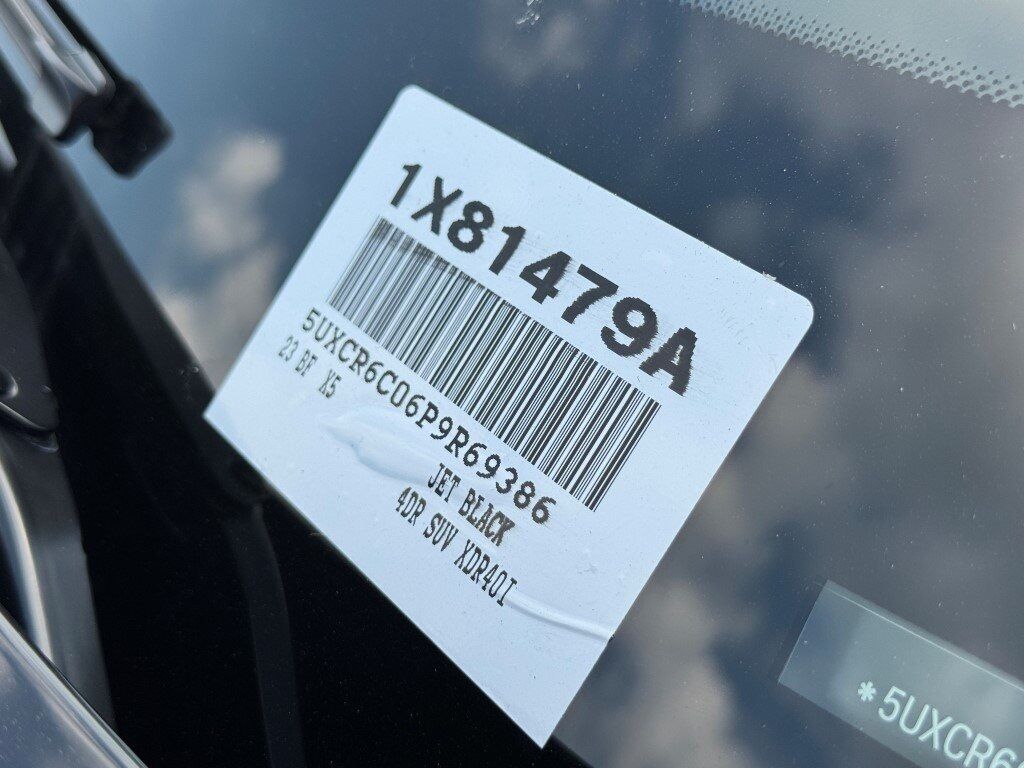 1X81479A
5UXCR6C06P9R69386
23 BF X5
JET BLACK
4DR SUV XDR40I
*5UXCR6